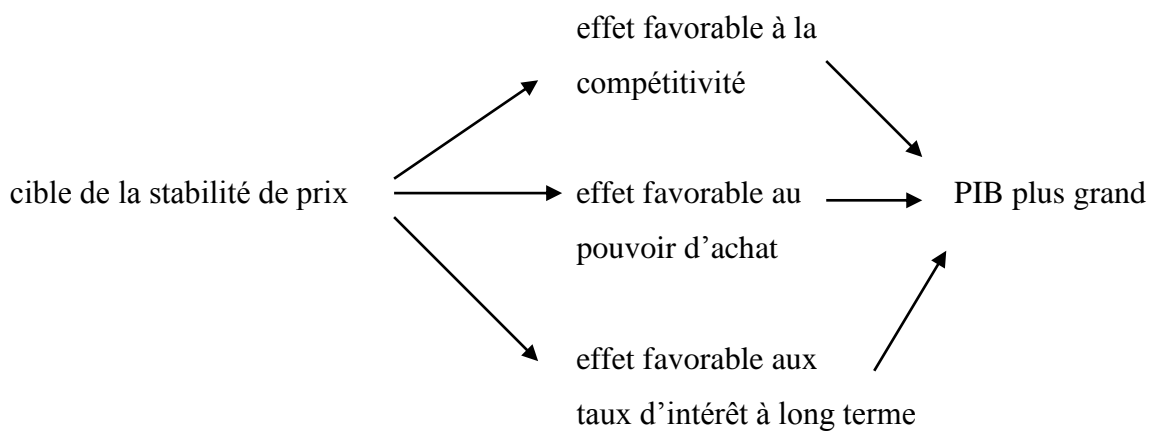 effet favorable à la
compétitivité
cible de la stabilité de prix
effet favorable au
pouvoir d'achat
PIB plus grand
effet favorable aux
taux d'intérêt à long terme